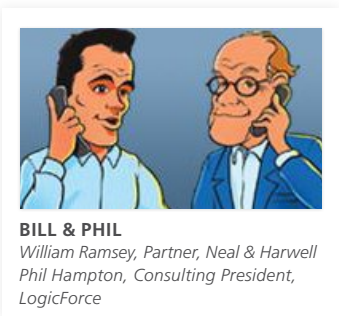 BILL & PHIL
William Ramsey, Partner, Neal & Harwell
Phil Hampton, Consulting President,
LogicForce